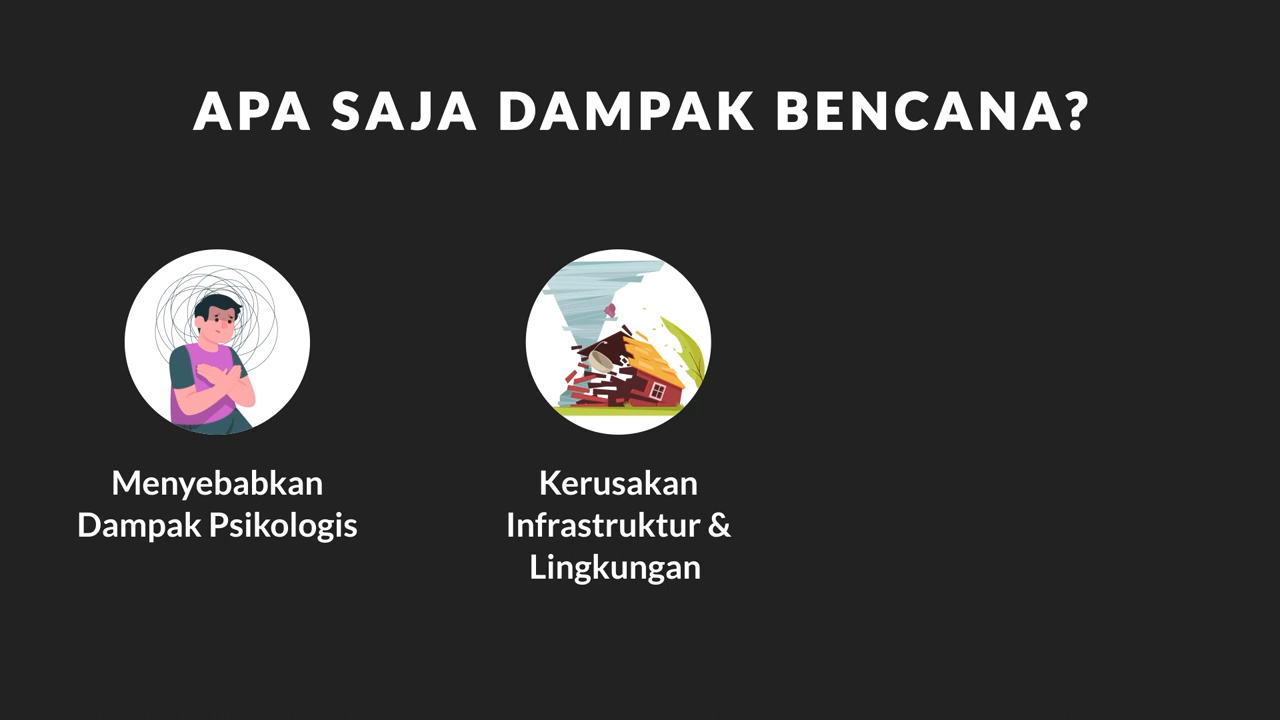 APA SAJA DAMPAK BENCANA?
Menyebabkan
Dampak Psikologis
Kerusakan
Infrastruktur &
Lingkungan